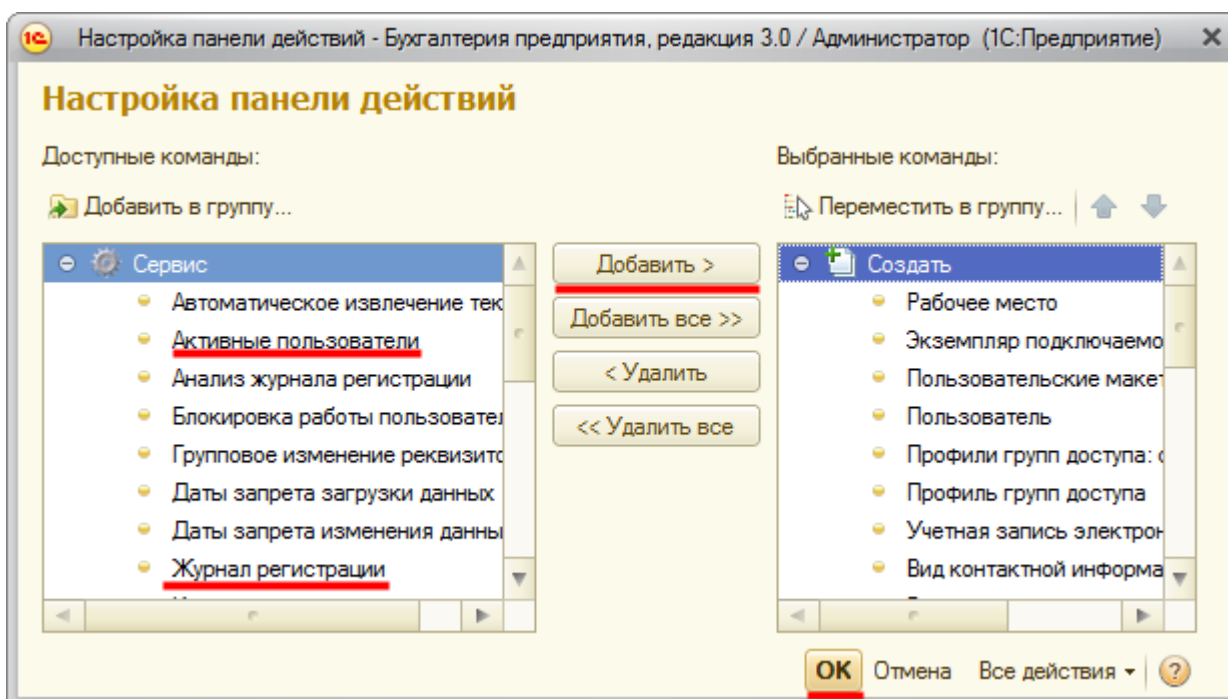 1С Настройка панели действий - Бухгалтерия предприятия, редакция 3.0 / Администратор (1С:Предприятие)
Настройка панели действий
Доступные команды:
Добавить в группу...
Сервис
Автоматическое извлечение тек
Активные пользователи
Анализ журнала регистрации
Блокировка работы пользовател
Групповое изменение реквизито
Даты запрета загрузки данных
Даты запрета изменения данны
Журнал регистрации
Добавить >
Добавить все >>
< Удалить
<< Удалить все
Выбранные команды:
Переместить в группу...
Создать
Рабочее место
Экземпляр подключаемо
Пользовательские макет
Пользователь
Профили групп доступа: с
Профиль групп доступа
Учетная запись электрон
Вид контактной информа
OK Отмена Все действия ?